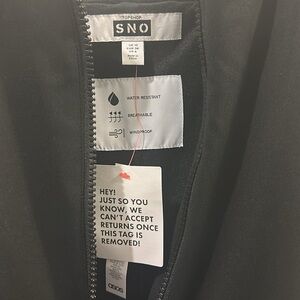 TOPSHOP
SNO
WATER RESISTANT
BREATHABLE
WINDPROOF
HEY!
JUST SO YOU
KNOW, WE
CAN'T ACCEPT
RETURNS ONCE
THIS TAG IS
REMOVED!
asos